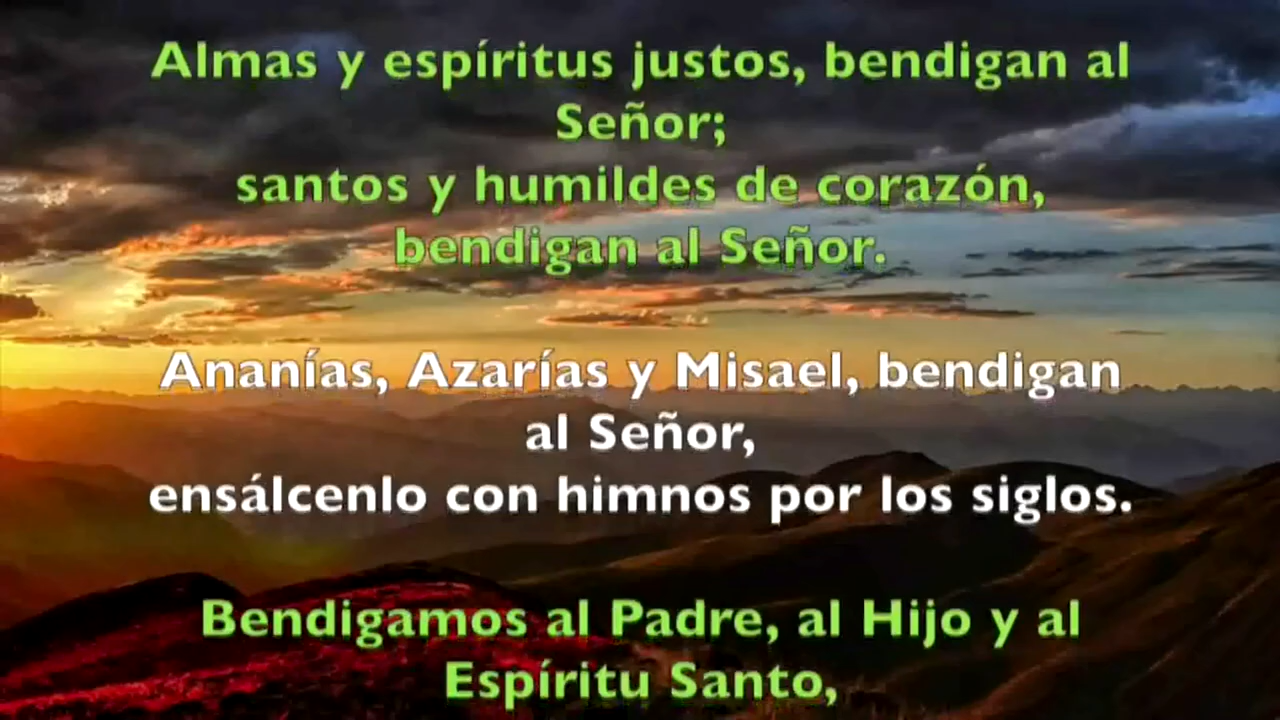 Almas y espíritus justos, bendigan al
Señor;
santos y humildes de corazón,
bendigan al Señor.
Ananías, Azarías y Misael, bendigan
al Señor,
ensálcenlo con himnos por los siglos.
Bendigamos al Padre, al Hijo y al
Espíritu Santo,